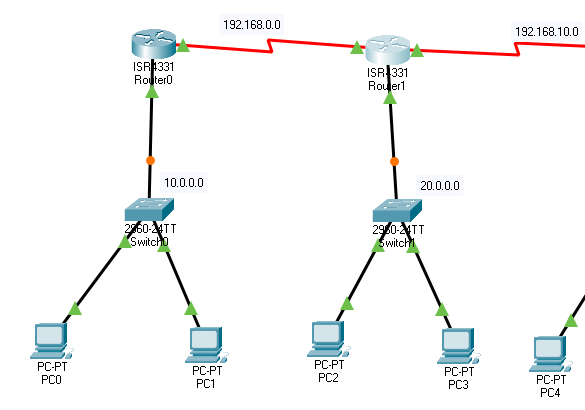 192.168.0.0
192.168.10.0
ISR4331
Router0
ISR4331
Router1
10.0.0.0
20.0.0.0
2960-24TT
Switch0
2960-24TT
Switch1
PC-PT
PC0
PC-PT
PC1
PC-PT
PC2
PC-PT
PC3
PC-PT
PC4